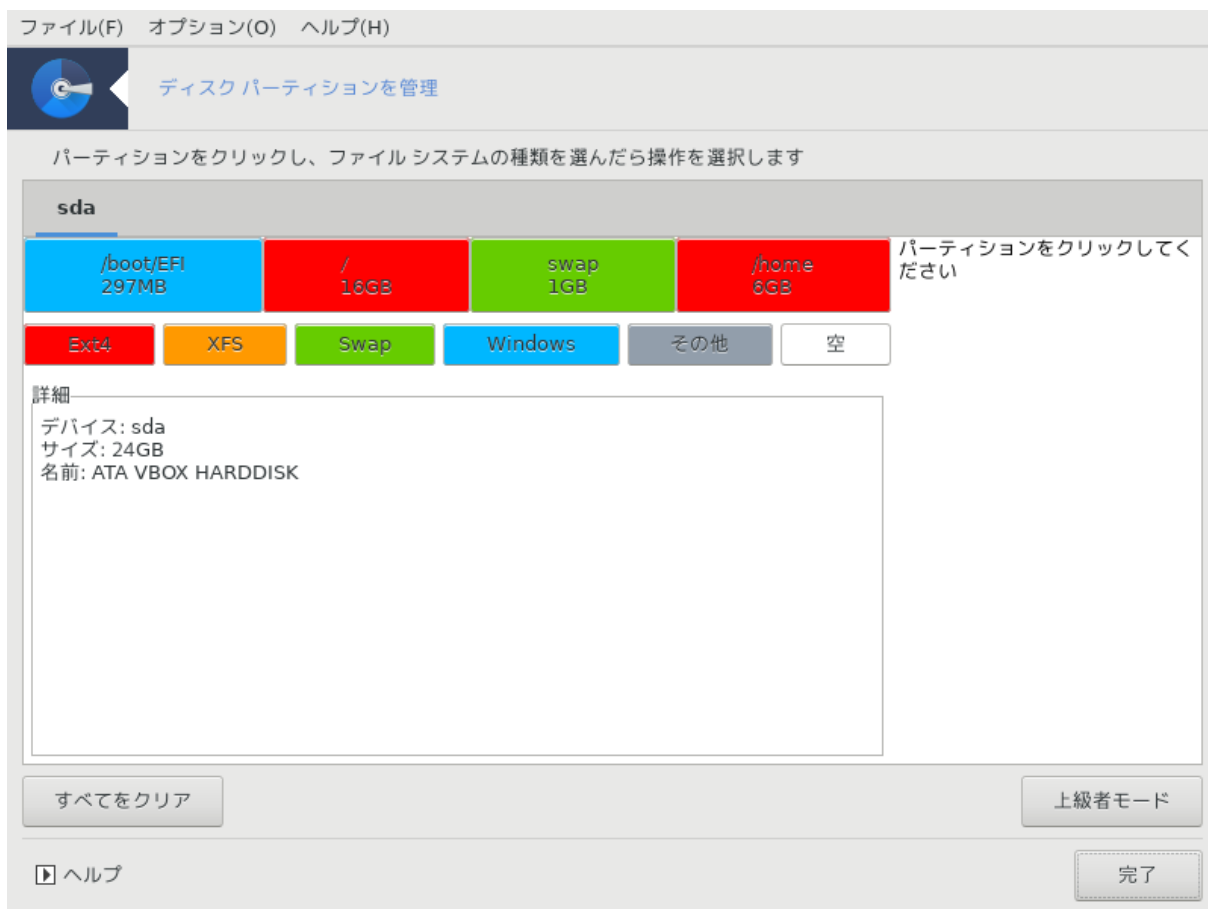 ファイル(F) オプション(O) ヘルプ(H)
ディスク パーティションを管理
パーティションをクリックし、ファイル システムの種類を選んだら操作を選択します
sda
/boot/EFI
297MB
/
16GB
swap
1GB
/home
6GB
パーティションをクリックしてく
ださい
Ext4 XFS Swap Windows その他 空
詳細
デバイス: sda
サイズ: 24GB
名前: ATA VBOX HARDDISK
すべてをクリア 上級者モード
ヘルプ 完了